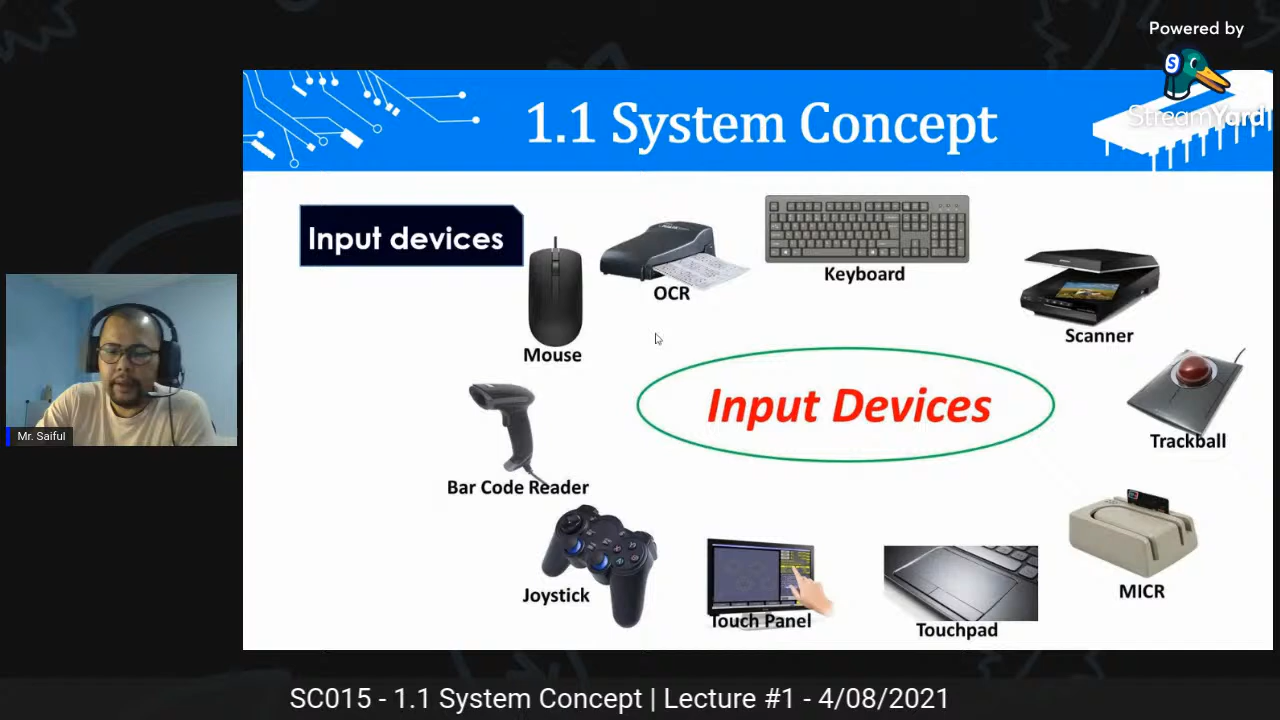 Powered by
StreamYard
1.1 System Concept
Input devices
Mouse
OCR
Keyboard
Scanner
Input Devices
Trackball
Bar Code Reader
Joystick
Touch Panel
Touchpad
MICR
Mr. Saiful
SC015 - 1.1 System Concept | Lecture #1 - 4/08/2021